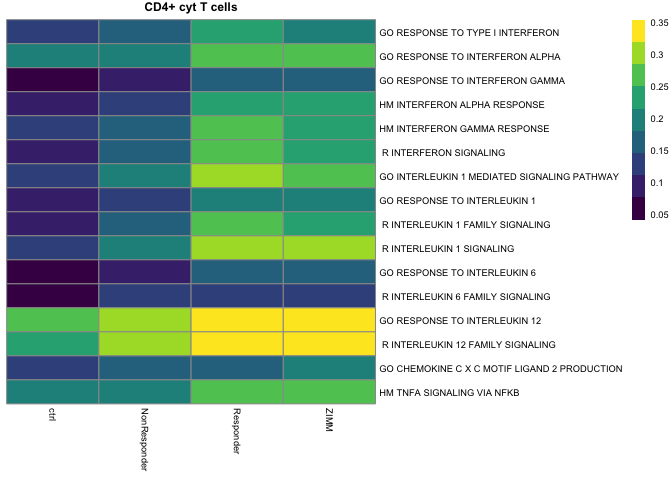 CD4+ cyt T cells
GO RESPONSE TO TYPE I INTERFERON
GO RESPONSE TO INTERFERON ALPHA
GO RESPONSE TO INTERFERON GAMMA
HM INTERFERON ALPHA RESPONSE
HM INTERFERON GAMMA RESPONSE
R INTERFERON SIGNALING
GO INTERLEUKIN 1 MEDIATED SIGNALING PATHWAY
GO RESPONSE TO INTERLEUKIN 1
R INTERLEUKIN 1 FAMILY SIGNALING
R INTERLEUKIN 1 SIGNALING
GO RESPONSE TO INTERLEUKIN 6
R INTERLEUKIN 6 FAMILY SIGNALING
GO RESPONSE TO INTERLEUKIN 12
R INTERLEUKIN 12 FAMILY SIGNALING
GO CHEMOKINE C X C MOTIF LIGAND 2 PRODUCTION
HM TNFA SIGNALING VIA NFKB
0.35
0.3
0.25
0.2
0.15
0.1
0.05
ctrl
NonResponder
Responder
ZIMM